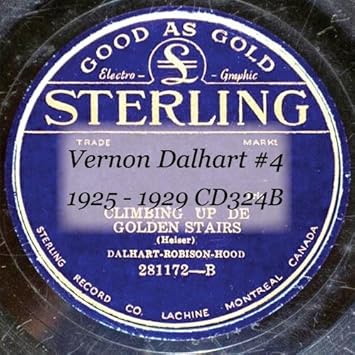 GOOD AS GOLD
Electro - Graphic
STERLING
TRADE MARK
Vernon Dalhart #4
1925 - 1929 CD324B
CLIMBING UP DE
GOLDEN STAIRS
(Heiser)
DALHART-ROBISON-HOOD
281172—B
STERLING RECORD CO. LACHINE MONTREAL CANADA